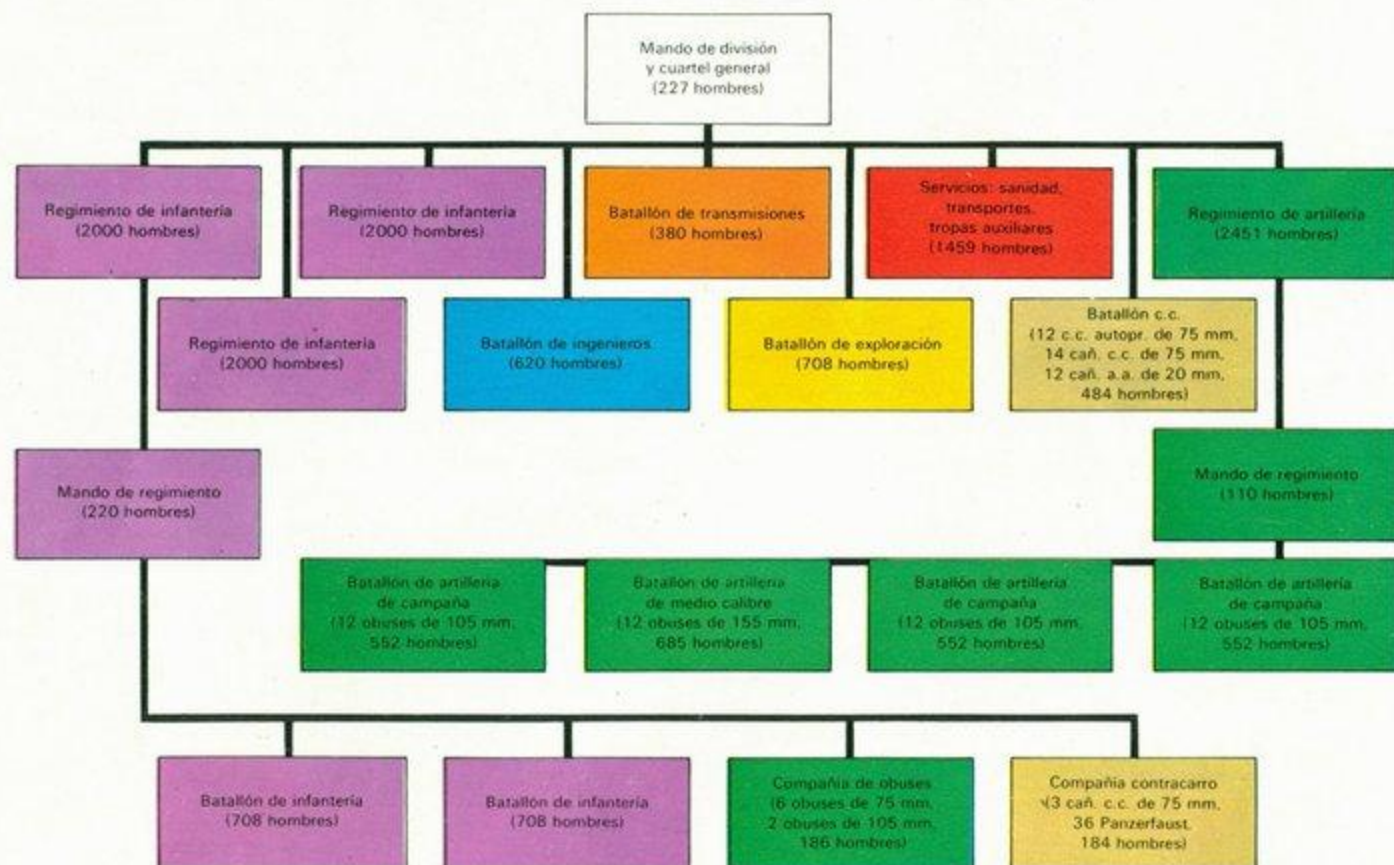 Mando de división
y cuartel general
(227 hombres)
Regimiento de infantería
(2000 hombres)
Regimiento de infantería
(2000 hombres)
Batallón de transmisiones
(380 hombres)
Servicios: sanidad,
transportes,
tropas auxiliares
(1459 hombres)
Regimiento de artillería
(2451 hombres)
Regimiento de infantería
(2000 hombres)
Batallón de ingenieros
(620 hombres)
Batallón de exploración
(708 hombres)
Batallón c.c.
(12 c.c. autopr. de 75 mm,
14 cañ. c.c. de 75 mm,
12 cañ. a.a. de 20 mm,
484 hombres)
Mando de regimiento
(220 hombres)
Mando de regimiento
(110 hombres)
Batallón de artillería
de campaña
(12 obuses de 105 mm,
552 hombres)
Batallón de artillería
de medio calibre
(12 obuses de 155 mm,
685 hombres)
Batallón de artillería
de campaña
(12 obuses de 105 mm,
552 hombres)
Batallón de artillería
de campaña
(12 obuses de 105 mm,
552 hombres)
Batallón de infantería
(708 hombres)
Batallón de infantería
(708 hombres)
Compañía de obuses
(6 obuses de 75 mm,
2 obuses de 105 mm,
186 hombres)
Compañía contracarro
(3 cañ. c.c. de 75 mm,
36 Panzerfaust,
184 hombres)